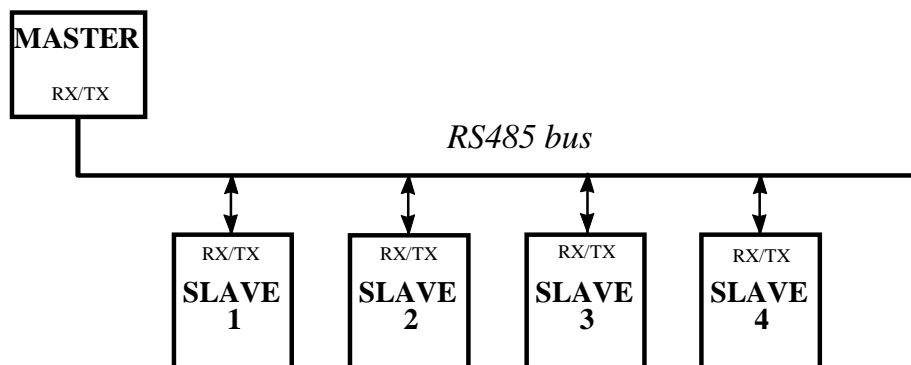 MASTER
RX/TX
RS485 bus
RX/TX
SLAVE
1
RX/TX
SLAVE
2
RX/TX
SLAVE
3
RX/TX
SLAVE
4